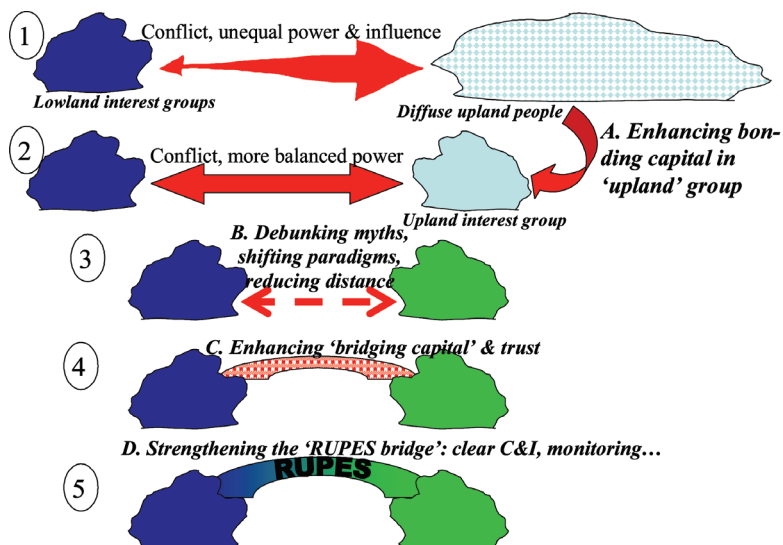 1
Conflict, unequal power & influence
Lowland interest groups
Diffuse upland people
A. Enhancing bon-
ding capital in
‘upland’ group
2
Conflict, more balanced power
Upland interest group
3
B. Debunking myths,
shifting paradigms,
reducing distance
4
C. Enhancing ‘bridging capital’ & trust
D. Strengthening the ‘RUPES bridge’: clear C&I, monitoring…
5
RUPES